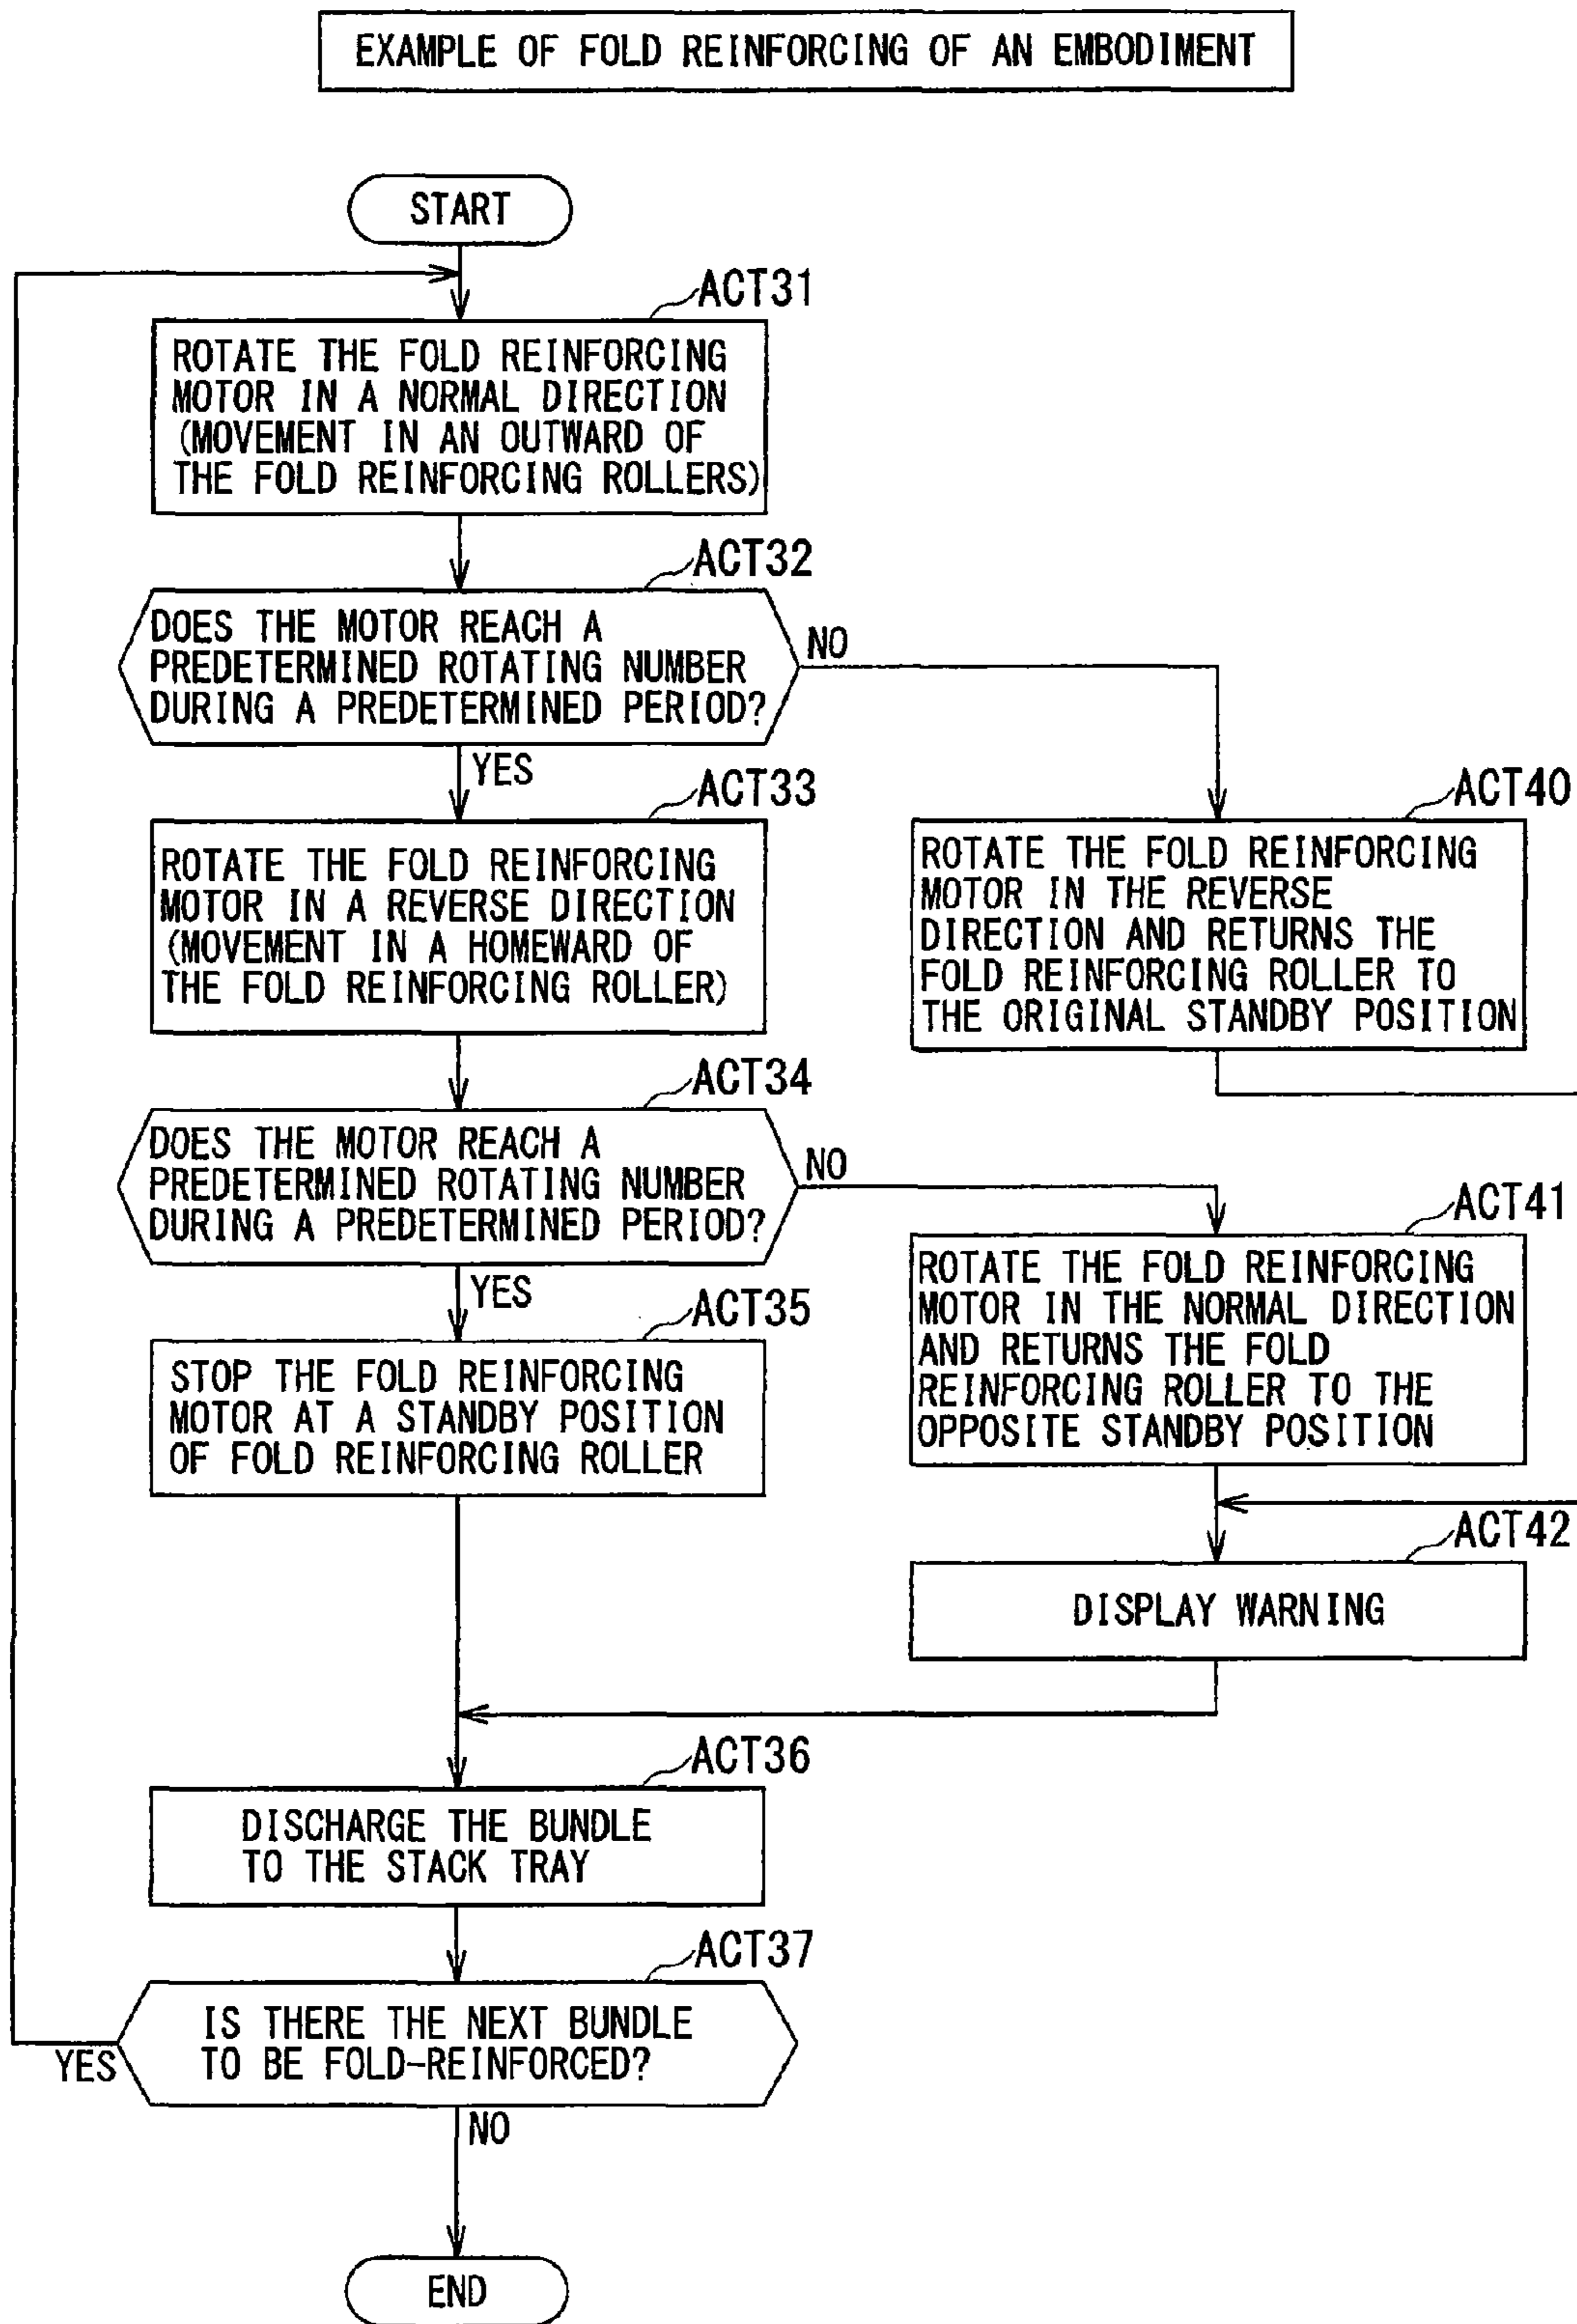 EXAMPLE OF FOLD REINFORCING OF AN EMBODIMENT
START
ACT31
ROTATE THE FOLD REINFORCING
MOTOR IN A NORMAL DIRECTION
(MOVEMENT IN AN OUTWARD OF
THE FOLD REINFORCING ROLLERS)
ACT32
DOES THE MOTOR REACH A
PREDETERMINED ROTATING NUMBER
DURING A PREDETERMINED PERIOD?
NO
YES
ACT33
ROTATE THE FOLD REINFORCING
MOTOR IN A REVERSE DIRECTION
(MOVEMENT IN A HOMEWARD OF
THE FOLD REINFORCING ROLLER)
ACT40
ROTATE THE FOLD REINFORCING
MOTOR IN THE REVERSE
DIRECTION AND RETURNS THE
FOLD REINFORCING ROLLER TO
THE ORIGINAL STANDBY POSITION
ACT34
DOES THE MOTOR REACH A
PREDETERMINED ROTATING NUMBER
DURING A PREDETERMINED PERIOD?
NO
YES
ACT41
ROTATE THE FOLD REINFORCING
MOTOR IN THE NORMAL DIRECTION
AND RETURNS THE FOLD
REINFORCING ROLLER TO THE
OPPOSITE STANDBY POSITION
ACT35
STOP THE FOLD REINFORCING
MOTOR AT A STANDBY POSITION
OF FOLD REINFORCING ROLLER
ACT42
DISPLAY WARNING
ACT36
DISCHARGE THE BUNDLE
TO THE STACK TRAY
ACT37
IS THERE THE NEXT BUNDLE
TO BE FOLD-REINFORCED?
YES
NO
END